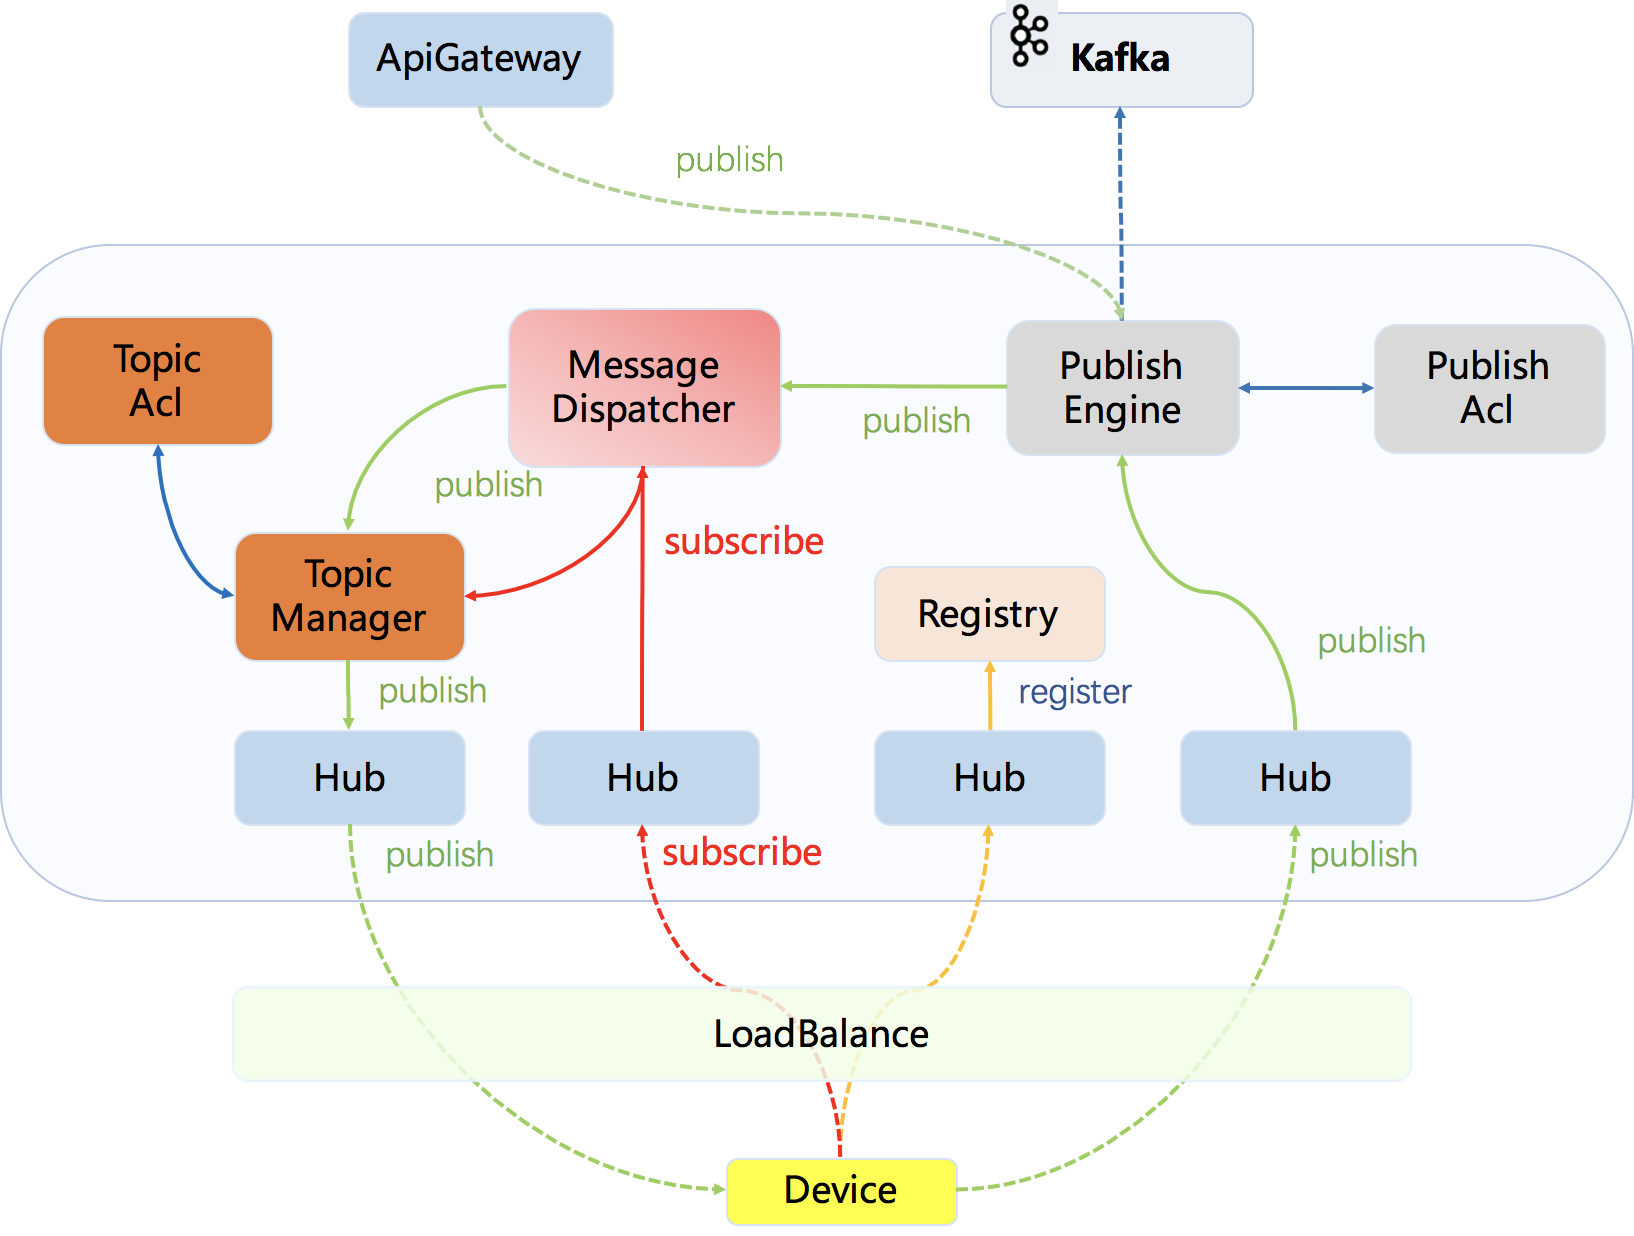 ApiGateway
Kafka
publish
Topic
Acl
Message
Dispatcher
Publish
Engine
Publish
Acl
publish
publish
subscribe
Topic
Manager
Registry
publish
publish
register
Hub
Hub
Hub
Hub
publish
subscribe
publish
LoadBalance
Device